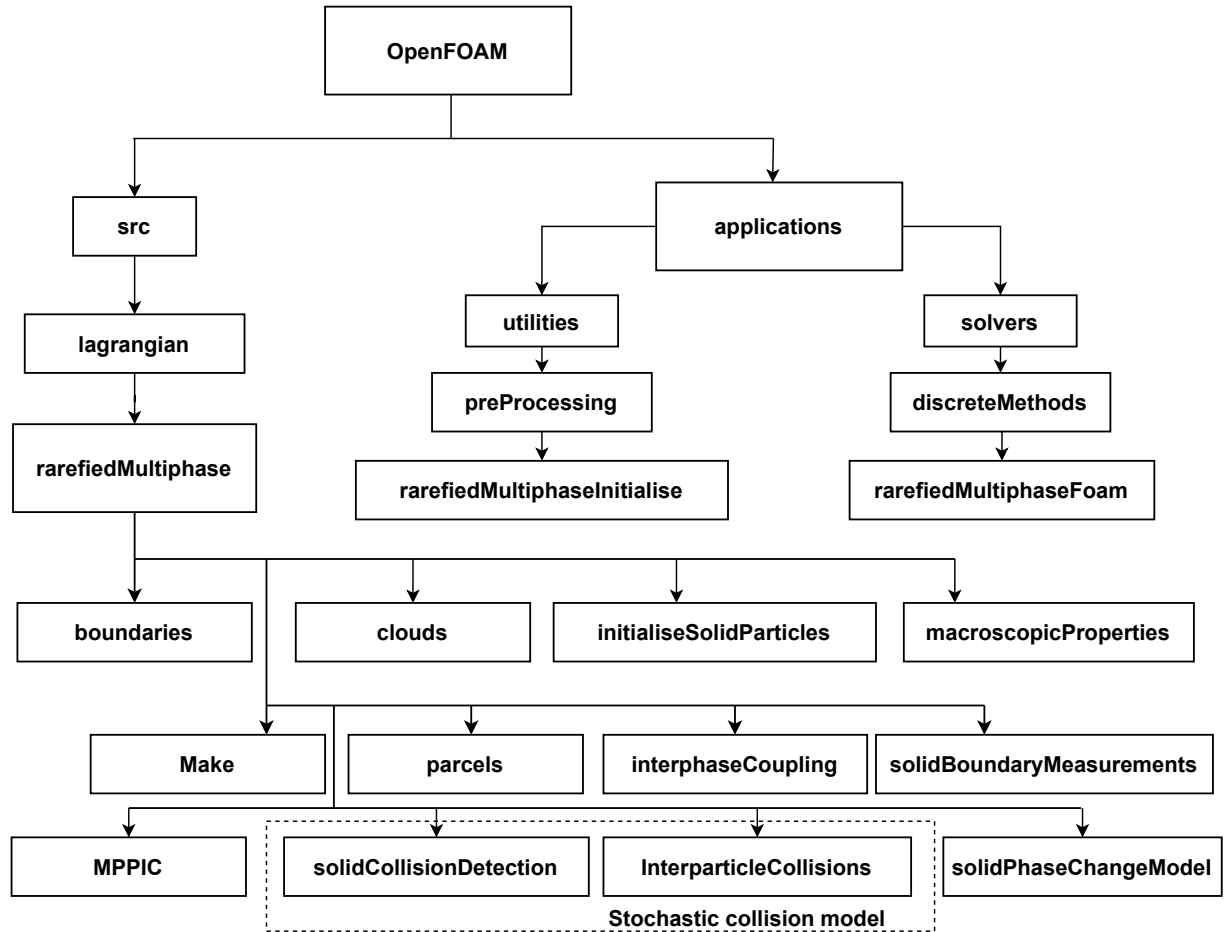 OpenFOAM
src
applications
utilities
solvers
lagrangian
preProcessing
discreteMethods
rarefiedMultiphase
rarefiedMultiphaseInitialise
rarefiedMultiphaseFoam
boundaries
clouds
initialiseSolidParticles
macroscopicProperties
Make
parcels
interphaseCoupling
solidBoundaryMeasurements
MPPIC
solidCollisionDetection
InterparticleCollisions
solidPhaseChangeModel
Stochastic collision model